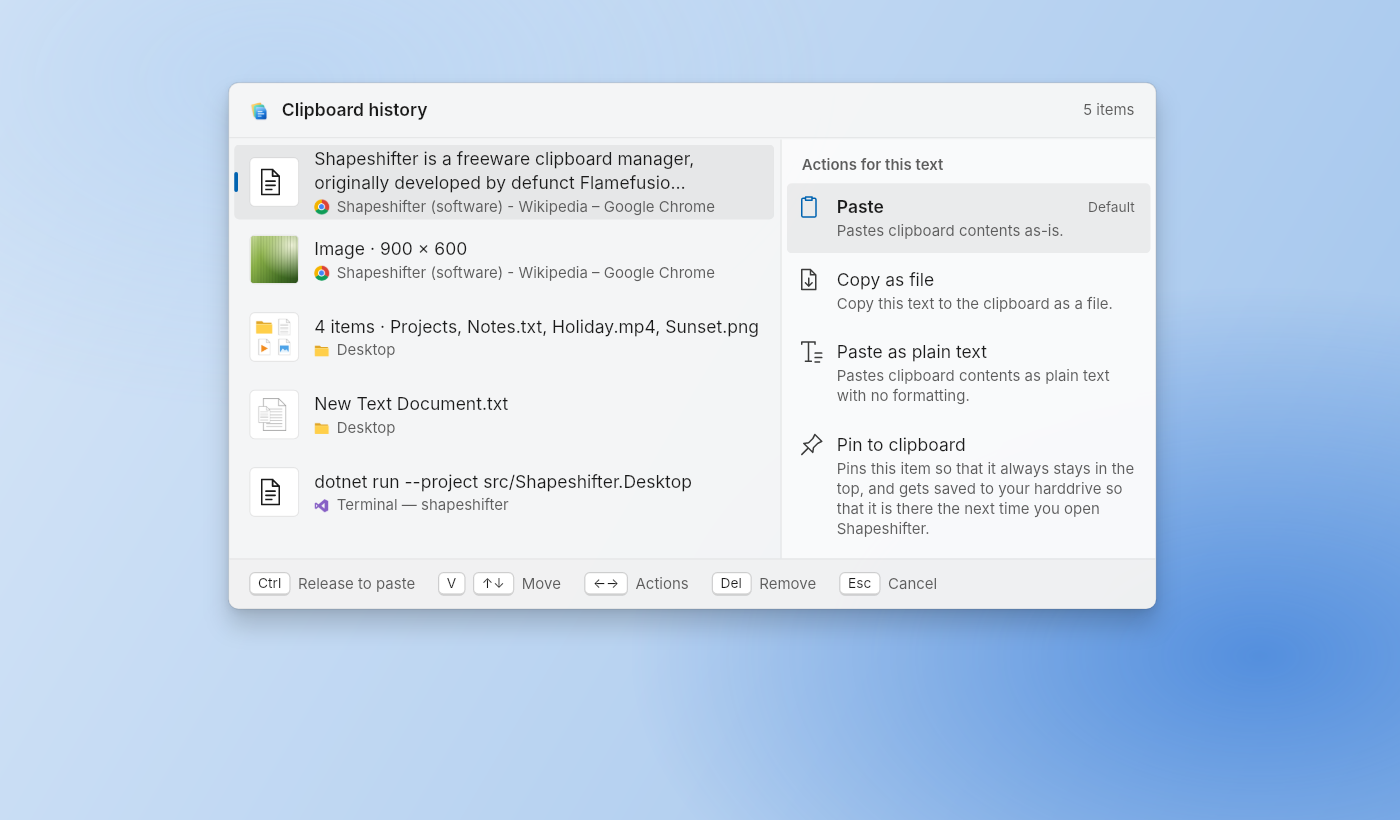 Clipboard history
5 items
Shapeshifter is a freeware clipboard manager,
originally developed by defunct Flamefusio...
Shapeshifter (software) - Wikipedia – Google Chrome
Image · 900 × 600
Shapeshifter (software) - Wikipedia – Google Chrome
4 items · Projects, Notes.txt, Holiday.mp4, Sunset.png
Desktop
New Text Document.txt
Desktop
dotnet run --project src/Shapeshifter.Desktop
Terminal — shapeshifter
Actions for this text
Paste
Default
Pastes clipboard contents as-is.
Copy as file
Copy this text to the clipboard as a file.
Paste as plain text
Pastes clipboard contents as plain text
with no formatting.
Pin to clipboard
Pins this item so that it always stays in the
top, and gets saved to your harddrive so
that it is there the next time you open
Shapeshifter.
Ctrl Release to paste V ↑↓ Move ←→ Actions Del Remove Esc Cancel